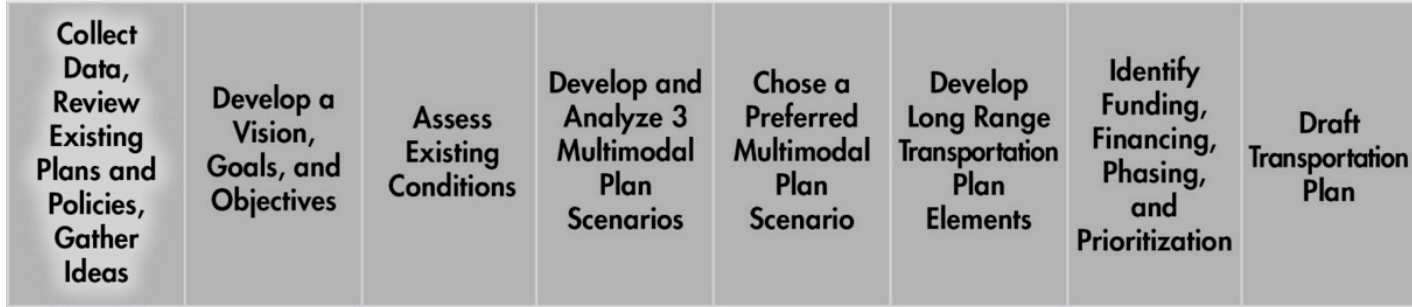 Collect
Data,
Review
Existing
Plans and
Policies,
Gather
Ideas
Develop a
Vision,
Goals, and
Objectives
Assess
Existing
Conditions
Develop and
Analyze 3
Multimodal
Plan
Scenarios
Chose a
Preferred
Multimodal
Plan
Scenario
Develop
Long Range
Transportation
Plan
Elements
Identify
Funding,
Financing,
Phasing,
and
Prioritization
Draft
Transportation
Plan